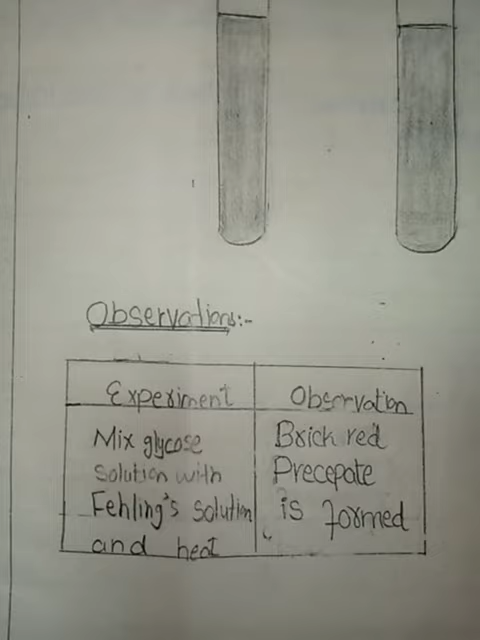 Observations:-
Experiment
Observation
Mix glycose
solution with
Fehling's solution
and heat
Brick red
Precepate
is formed